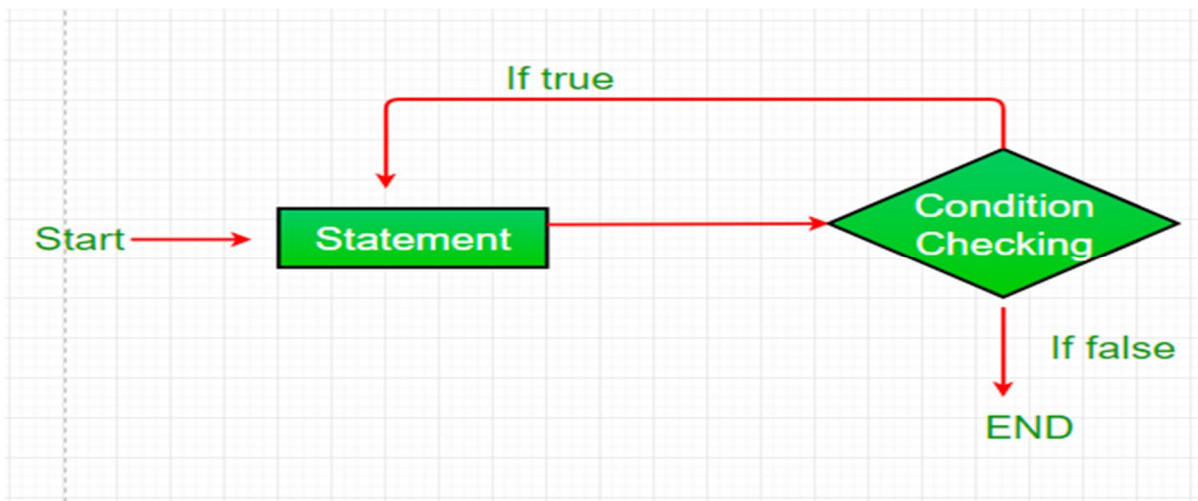 If true
Start
Statement
Condition
Checking
If false
END